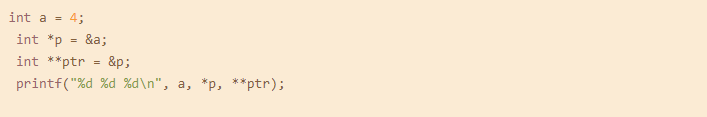 int a = 4;
int *p = &a;
int **ptr = &p;
printf("%d %d %d\n", a, *p, **ptr);